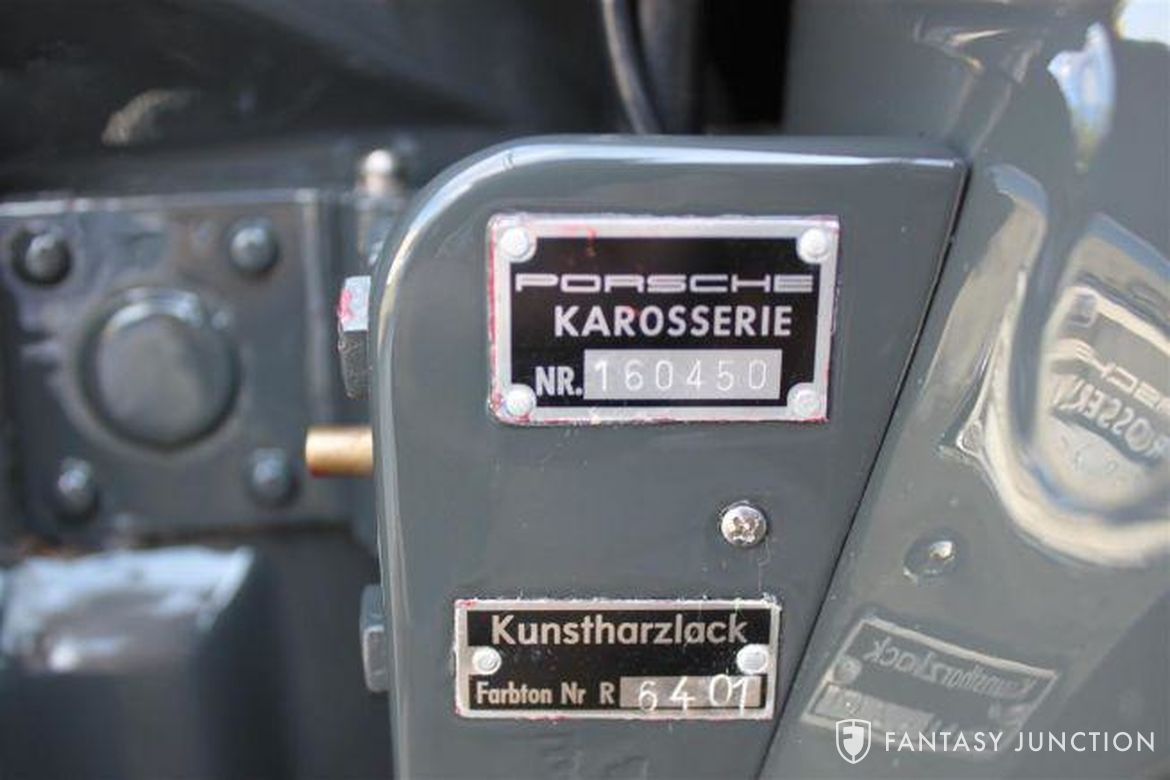 PORSCHE
KAROSSERIE
NR. 160450
Kunstharzlack
Farbton Nr R 6401
FANTASY JUNCTION